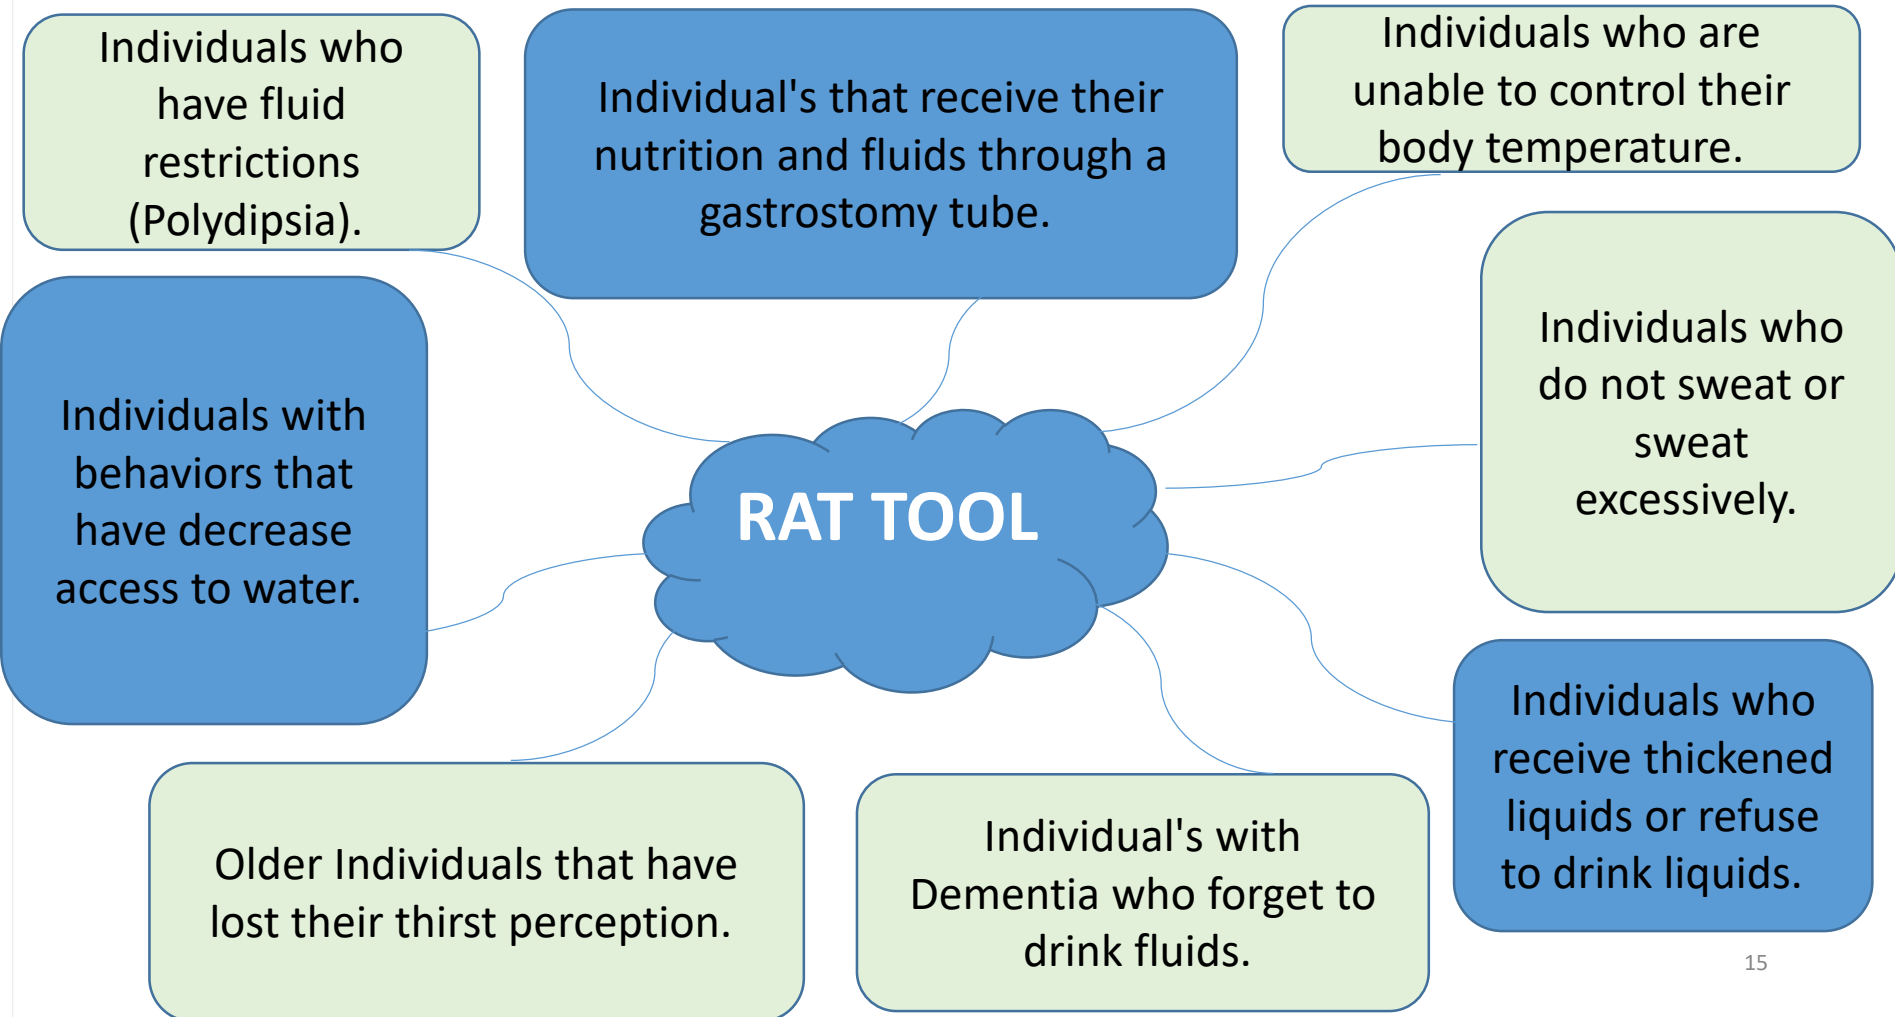 Individuals who
have fluid
restrictions
(Polydipsia).
Individual's that receive their
nutrition and fluids through a
gastrostomy tube.
Individuals who are
unable to control their
body temperature.
Individuals with
behaviors that
have decrease
access to water.
RAT TOOL
Individuals who
do not sweat or
sweat
excessively.
Older Individuals that have
lost their thirst perception.
Individual's with
Dementia who forget to
drink fluids.
Individuals who
receive thickened
liquids or refuse
to drink liquids.
15